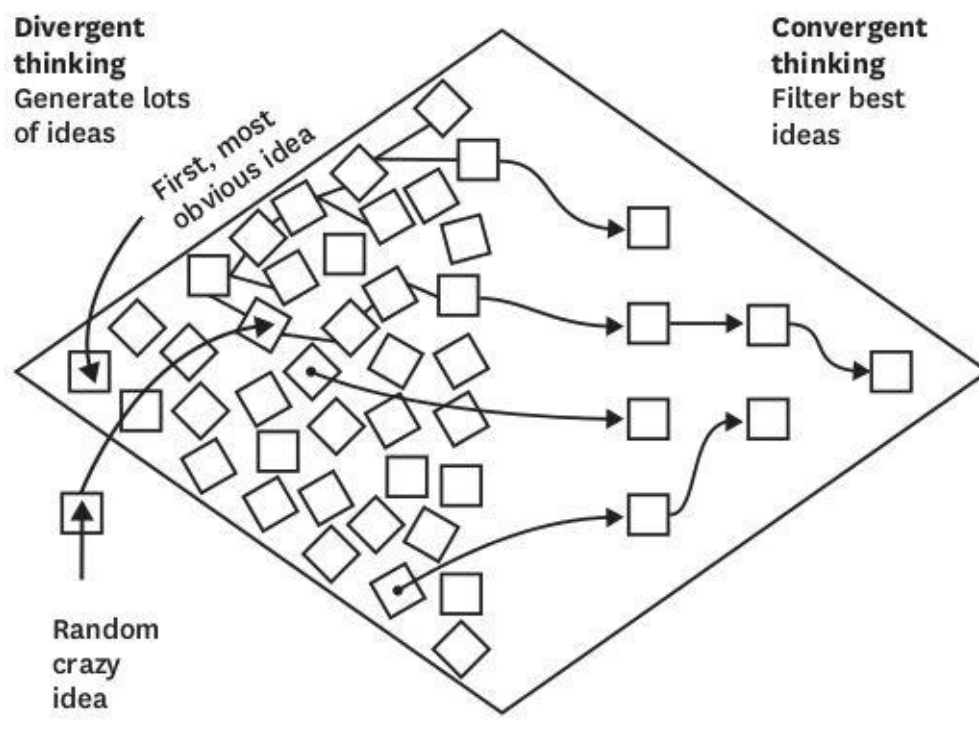 Divergent
thinking
Generate lots
of ideas
First, most
obvious idea
Convergent
thinking
Filter best
ideas
Random
crazy
idea